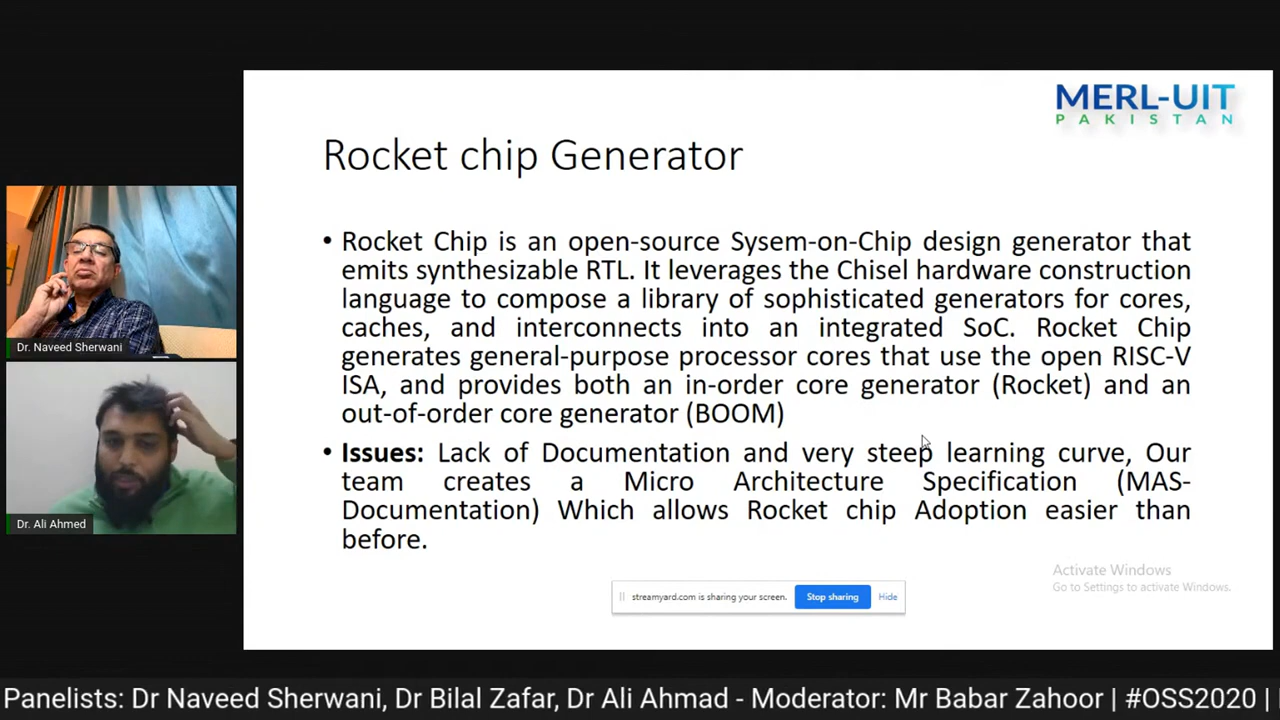 MERL-UIT
PAKISTAN
Rocket chip Generator
• Rocket Chip is an open-source Sysem-on-Chip design generator that
emits synthesizable RTL. It leverages the Chisel hardware construction
language to compose a library of sophisticated generators for cores,
caches, and interconnects into an integrated SoC. Rocket Chip
generates general-purpose processor cores that use the open RISC-V
ISA, and provides both an in-order core generator (Rocket) and an
out-of-order core generator (BOOM)
• Issues: Lack of Documentation and very steep learning curve, Our
team creates a Micro Architecture Specification (MAS-
Documentation) Which allows Rocket chip Adoption easier than
before.
Dr. Naveed Sherwani
Dr. Ali Ahmed
Activate Windows
Go to Settings to activate Windows.
streamyard.com is sharing your screen.
Stop sharing
Hide
Panelists: Dr Naveed Sherwani, Dr Bilal Zafar, Dr Ali Ahmad - Moderator: Mr Babar Zahoor | #OSS2020 |